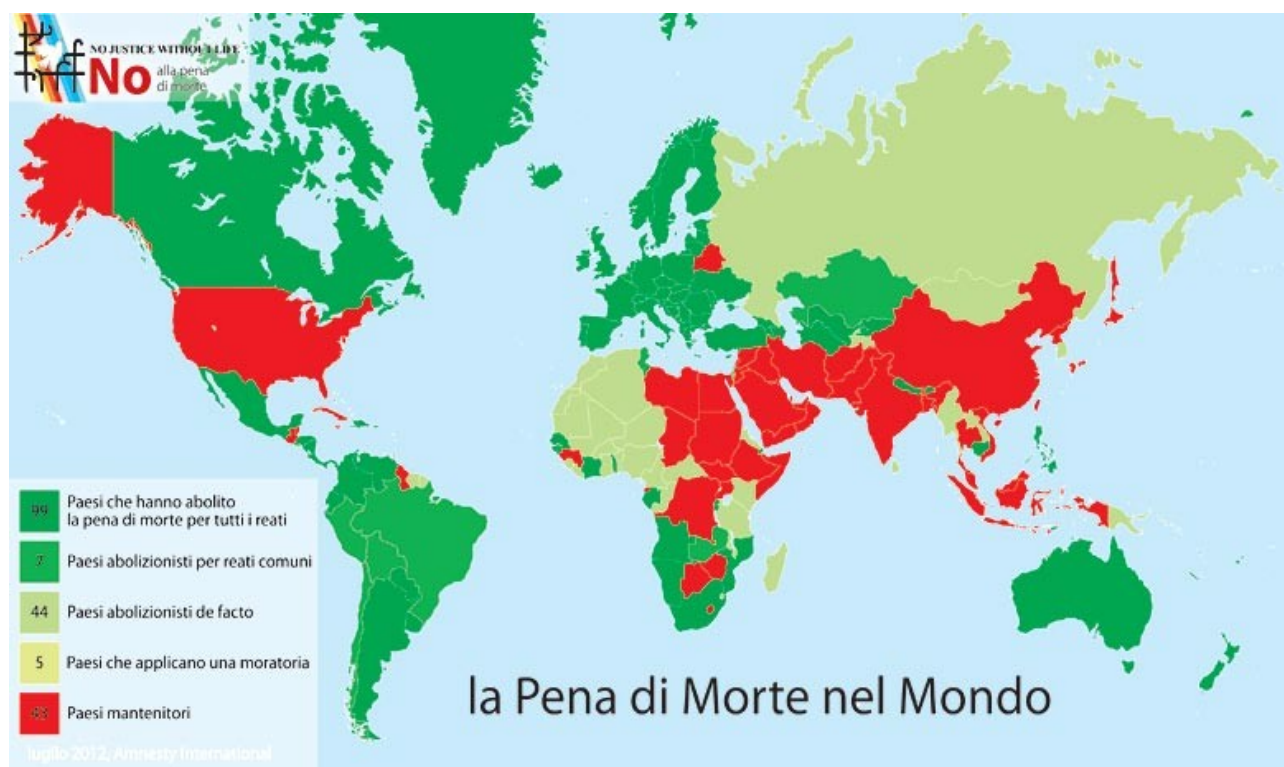 NO JUSTICE WITHOUT LIFE
No alla pena
di morte
99 Paesi che hanno abolito
la pena di morte per tutti i reati
7 Paesi abolizionisti per reati comuni
44 Paesi abolizionisti de facto
5 Paesi che applicano una moratoria
43 Paesi mantenitori
luglio 2012, Amnesty International
la Pena di Morte nel Mondo